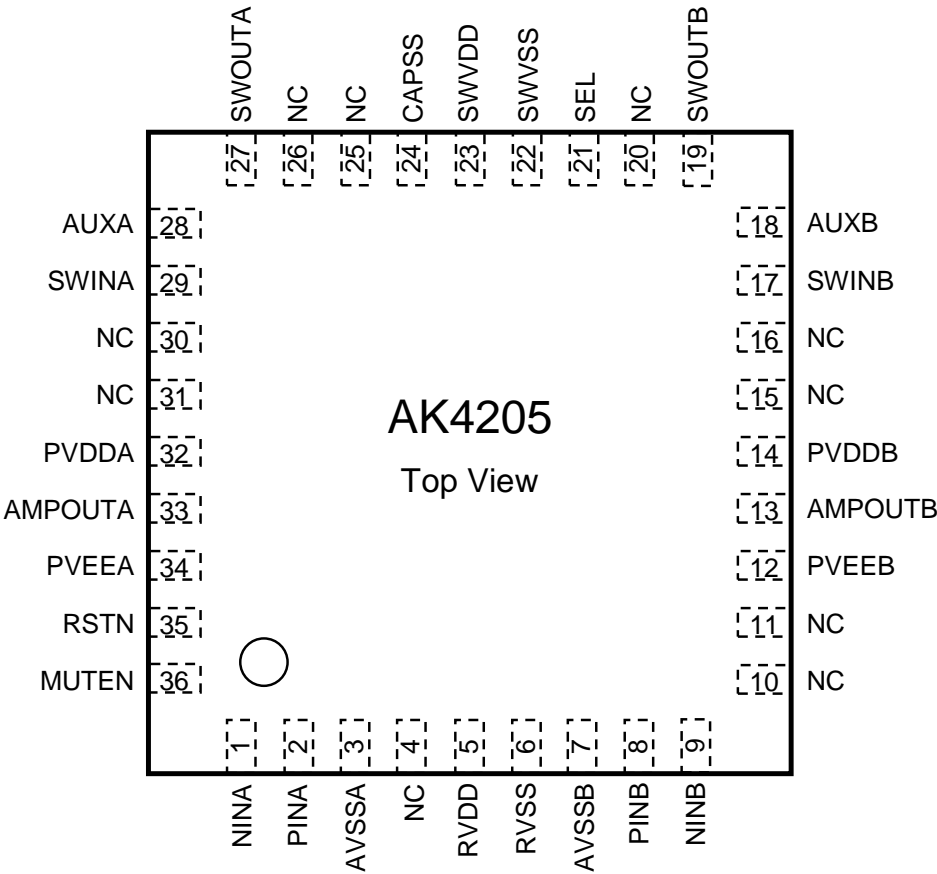 SWOUTA
NC
NC
CAPSS
SWVDD
SWVSS
SEL
NC
SWOUTB
27
26
25
24
23
22
21
20
19
AUXA 28
18 AUXB
SWINA 29
17 SWINB
NC 30
16 NC
NC 31
15 NC
AK4205
PVDDA 32
14 PVDDB
Top View
AMPOUTA 33
13 AMPOUTB
PVEEA 34
12 PVEEB
RSTN 35
11 NC
MUTEN 36
10 NC
1
2
3
4
5
6
7
8
9
NINA
PINA
AVSSA
NC
RVDD
RVSS
AVSSB
PINB
NINB